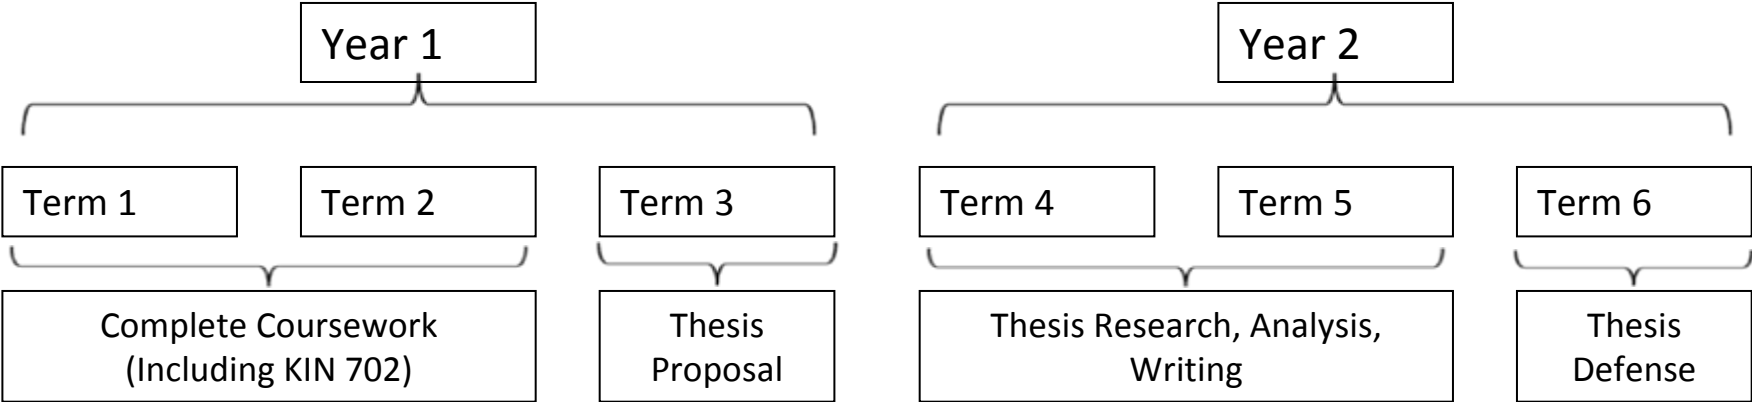 Year 1
Year 2
Term 1
Term 2
Term 3
Term 4
Term 5
Term 6
Complete Coursework
(Including KIN 702)
Thesis
Proposal
Thesis Research, Analysis,
Writing
Thesis
Defense